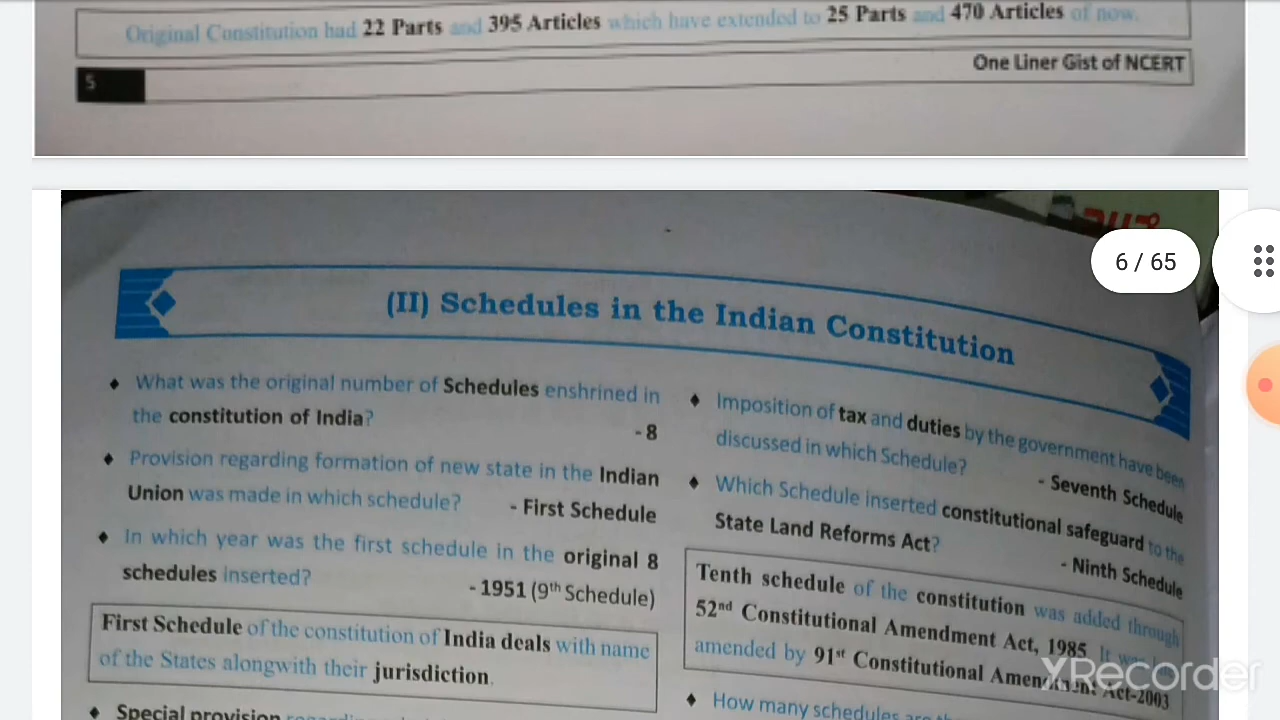 Original Constitution had 22 Parts and 395 Articles which have extended to 25 Parts and 470 Articles of now.
5
One Liner Gist of NCERT
6 / 65
(II) Schedules in the Indian Constitution
♦ What was the original number of Schedules enshrined in
the constitution of India?
- 8
♦ Provision regarding formation of new state in the Indian
Union was made in which schedule? - First Schedule
♦ In which year was the first schedule in the original 8
schedules inserted? - 1951 (9th Schedule)
First Schedule of the constitution of India deals with name
of the States alongwith their jurisdiction.
♦ Special provision
♦ Imposition of tax and duties by the government have been
discussed in which Schedule?
- Seventh Schedule
♦ Which Schedule inserted constitutional safeguard to the
State Land Reforms Act?
- Ninth Schedule
Tenth schedule of the constitution was added through
52nd Constitutional Amendment Act, 1985. It was
amended by 91st Constitutional Amendment Act-2003
♦ How many schedules are
XRecorder